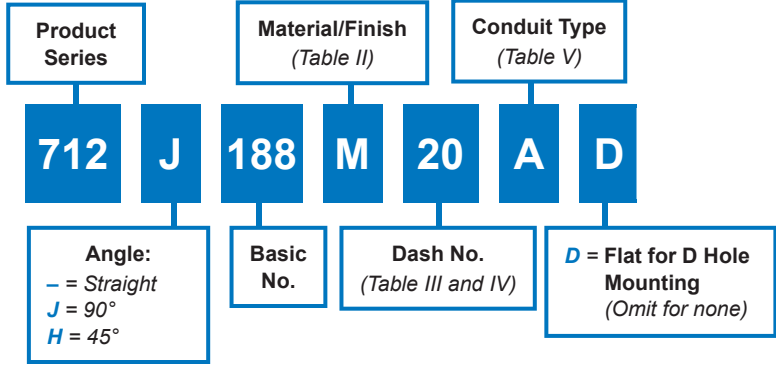 Product
Series
Material/Finish
(Table II)
Conduit Type
(Table V)
712 J 188 M 20 A D
Angle:
– = Straight
J = 90°
H = 45°
Basic
No.
Dash No.
(Table III and IV)
D = Flat for D Hole
Mounting
(Omit for none)